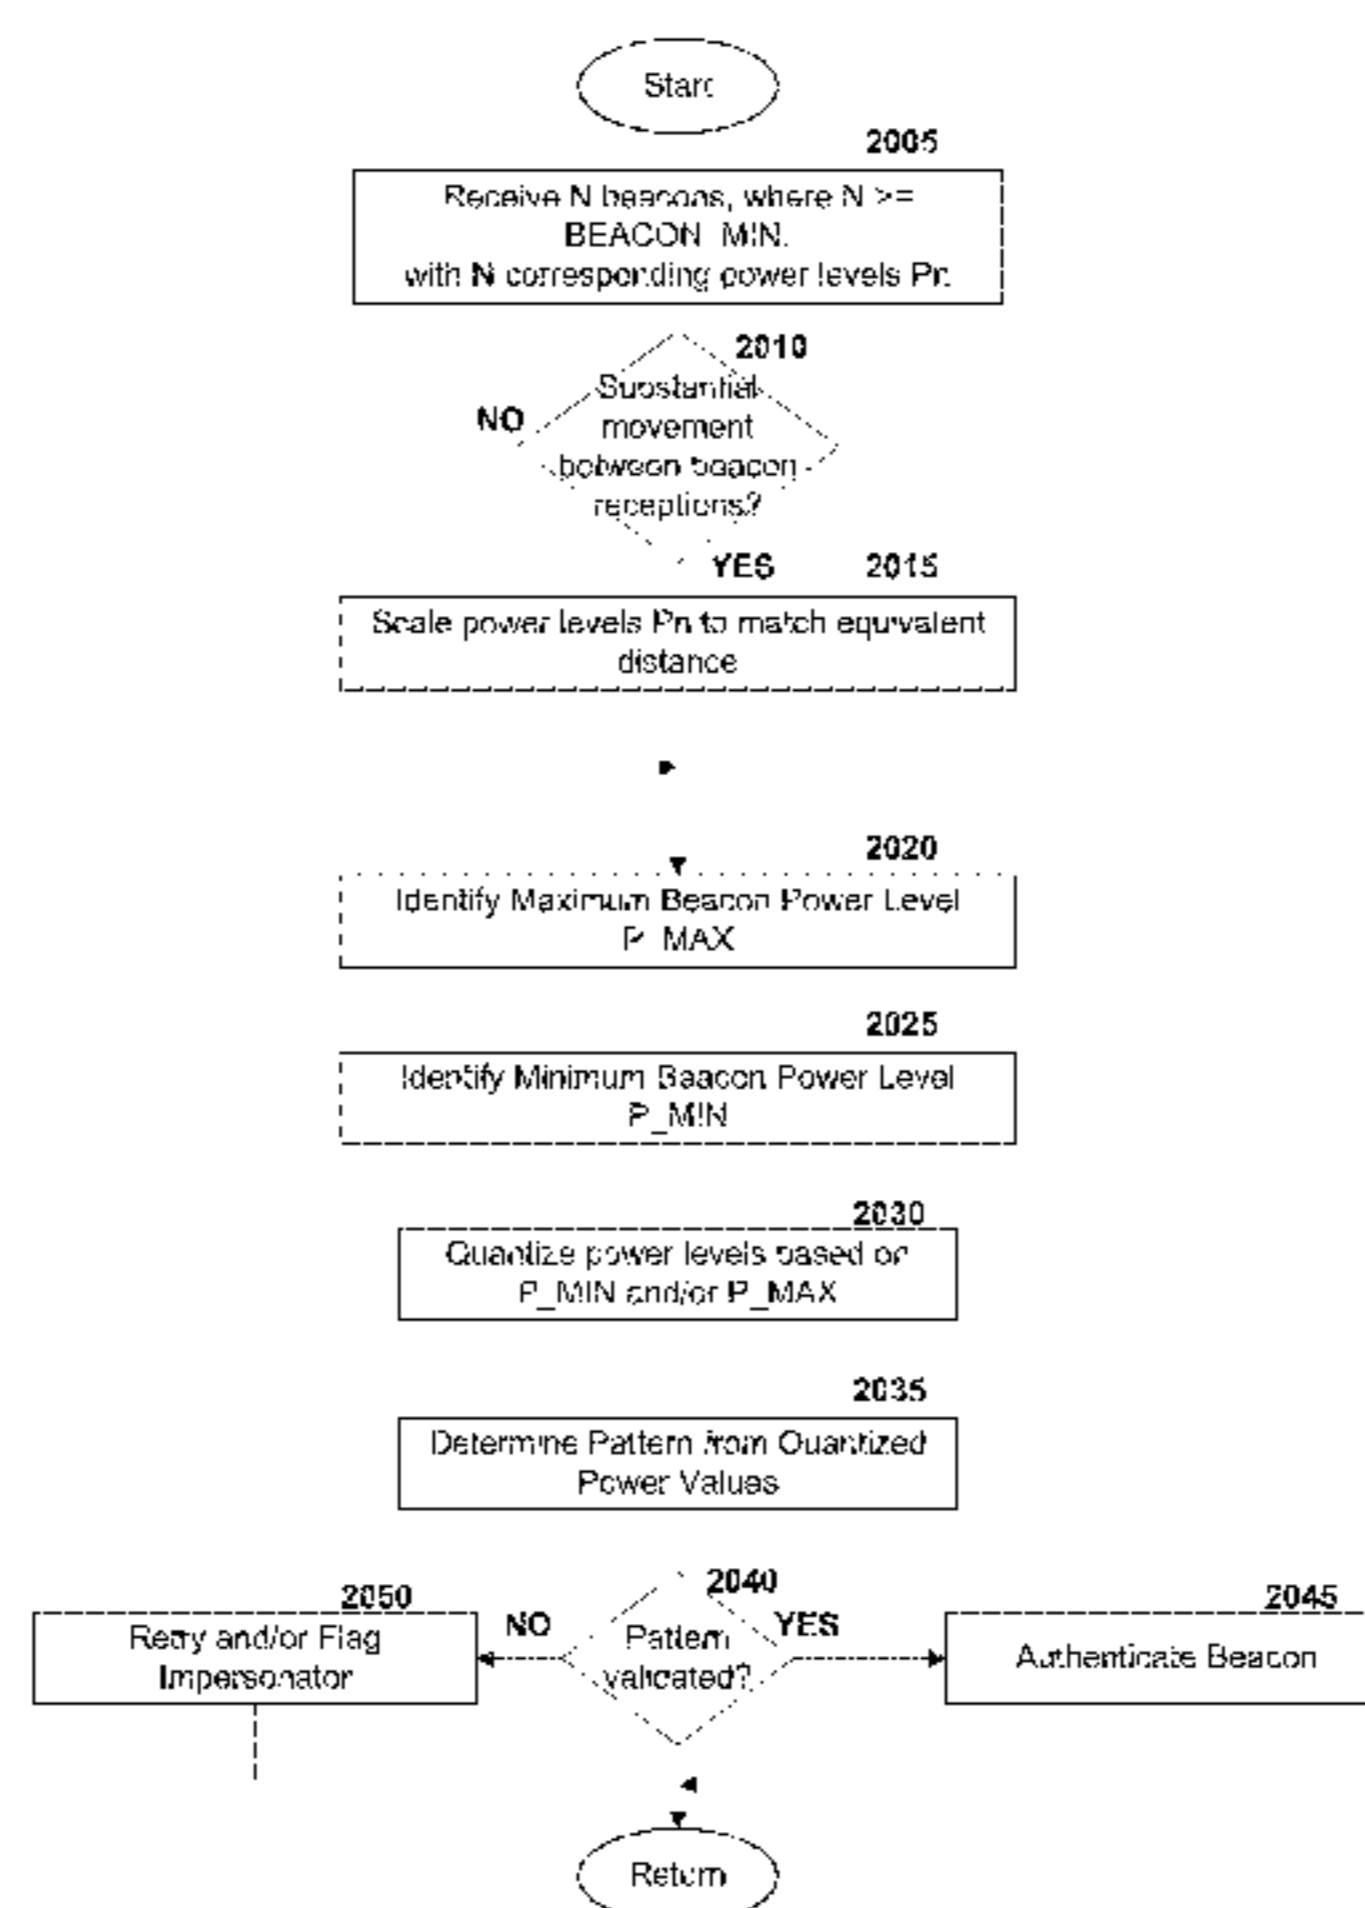 Start
2005
Receive N beacons, where N >=
BEACON_MIN,
with N corresponding power levels Pn
2010
Substantial
movement
between beacon
receptions?
NO
YES
2015
Scale power levels Pn to match equivalent
distance
2020
Identify Maximum Beacon Power Level
P_MAX
2025
Identify Minimum Beacon Power Level
P_MIN
2030
Quantize power levels based on
P_MIN and/or P_MAX
2035
Determine Pattern from Quantized
Power Values
2040
Pattern
validated?
NO
YES
2050
Retry and/or Flag
Impersonator
2045
Authenticate Beacon
Return